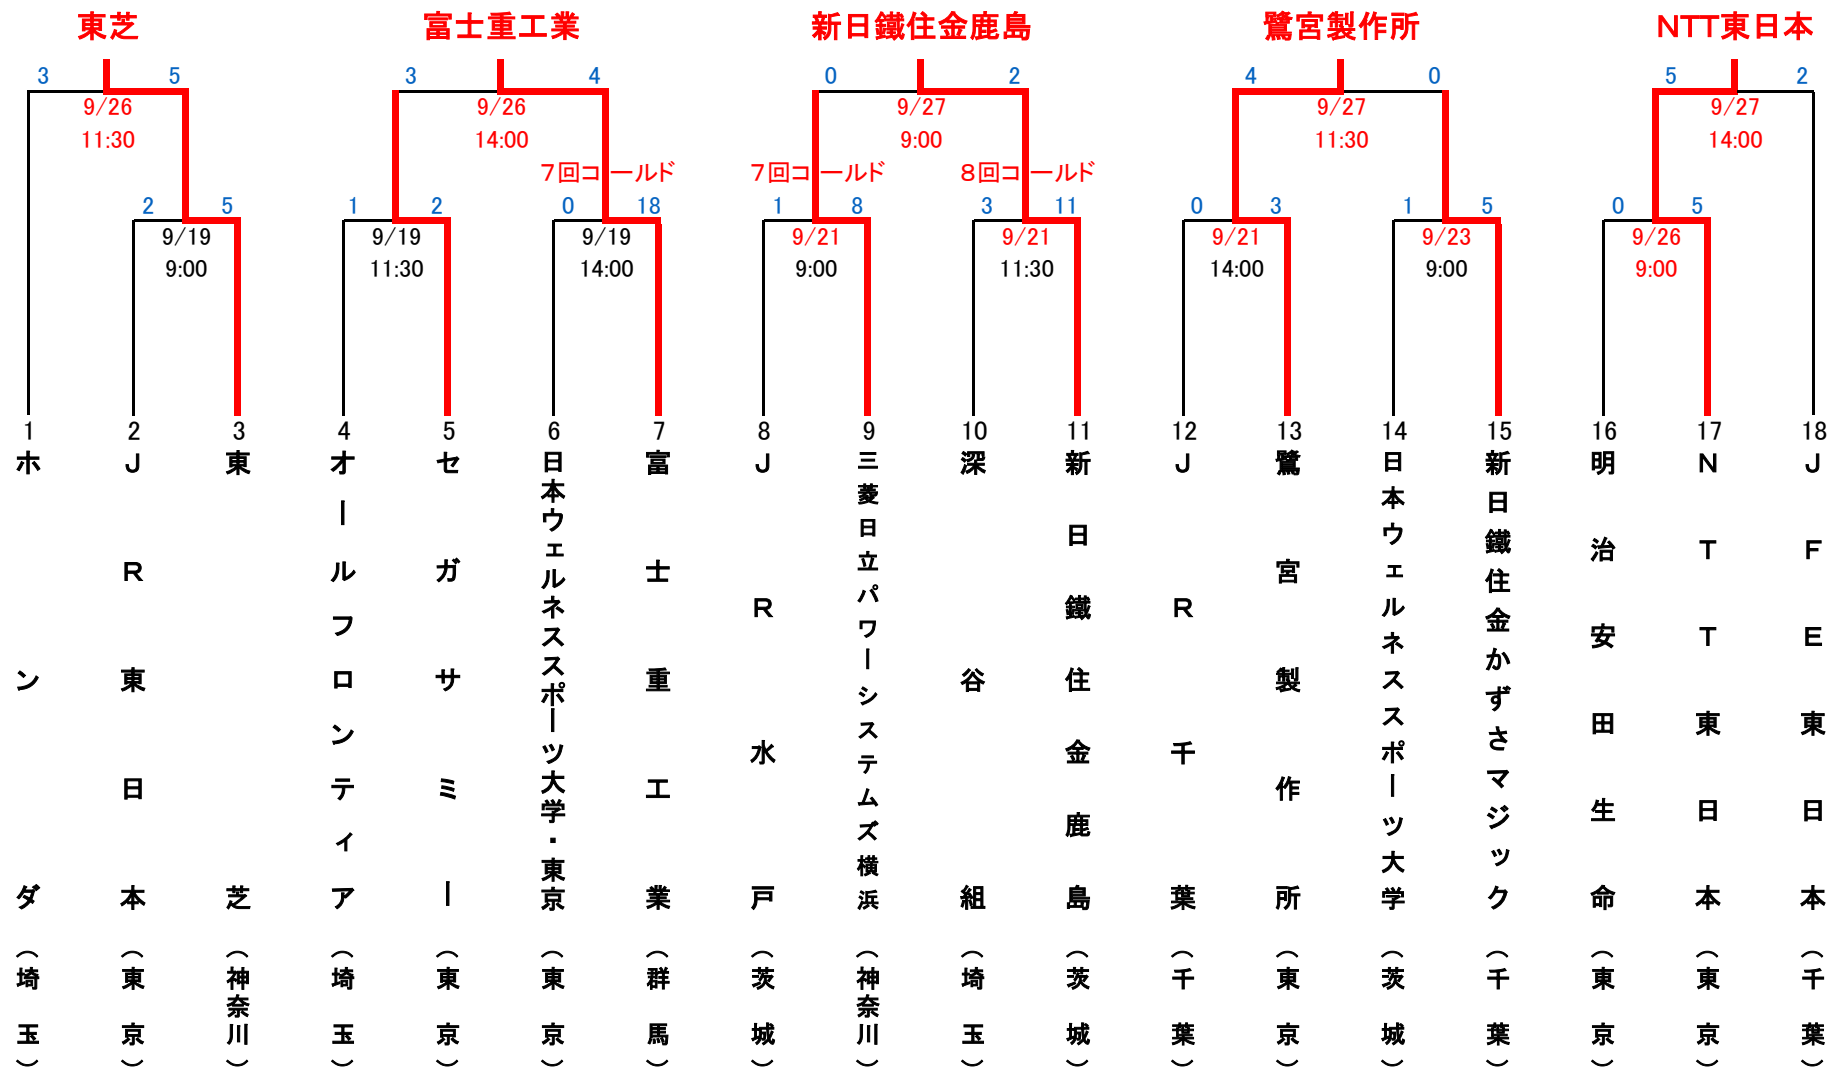 東芝 富士重工業 新日鐵住金鹿島 鷺宮製作所 NTT東日本
3 5 3 4 0 2 4 0 5 2
9/26 9/26 9/27 9/27 9/27
11:30 14:00 9:00 11:30 14:00
7回コールド 7回コールド 8回コールド
2 5 1 2 0 18 1 8 3 11 0 3 1 5 0 5
9/19 9/19 9/19 9/21 9/21 9/21 9/23 9/26
9:00 11:30 14:00 9:00 11:30 14:00 9:00 9:00
1 ホンダ(埼玉)
2 JR東日本(東京)
3 東芝(神奈川)
4 オールフロンティア(埼玉)
5 セガサミー(東京)
6 日本ウェルネススポーツ大学・東京(東京)
7 富士重工業(群馬)
8 JR水戸(茨城)
9 三菱日立パワーシステムズ横浜(神奈川)
10 深谷組(埼玉)
11 新日鐵住金鹿島(茨城)
12 JR千葉(千葉)
13 鷺宮製作所(東京)
14 日本ウェルネススポーツ大学(茨城)
15 新日鐵住金かずさマジック(千葉)
16 明治安田生命(東京)
17 NTT東日本(東京)
18 JFE東日本(千葉)